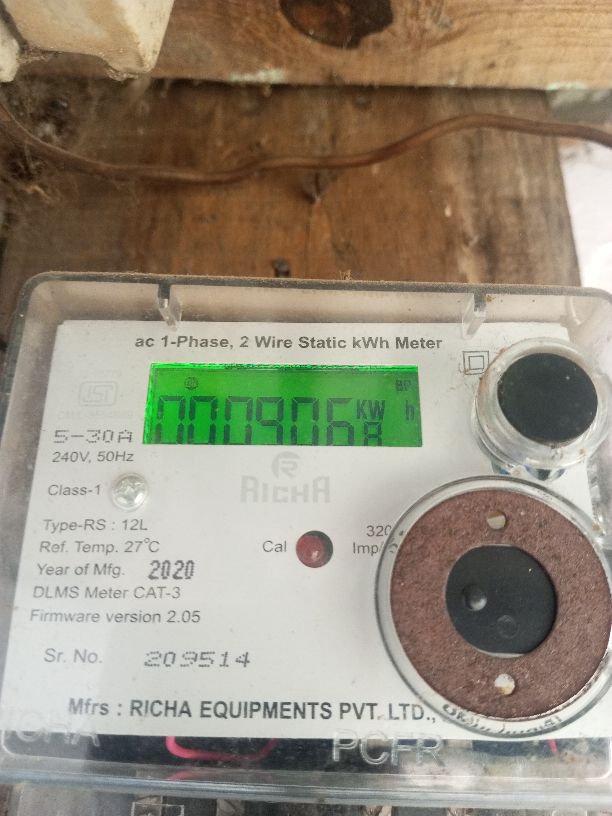 ac 1-Phase, 2 Wire Static kWh Meter
BP
000906 KW h
5-30A
240V, 50Hz
RICHA
Class-1
Type-RS : 12L
Ref. Temp. 27°C
Cal
320
Imp/
Year of Mfg. 2020
DLMS Meter CAT-3
Firmware version 2.05
Sr. No. 209514
Mfrs : RICHA EQUIPMENTS PVT. LTD.,